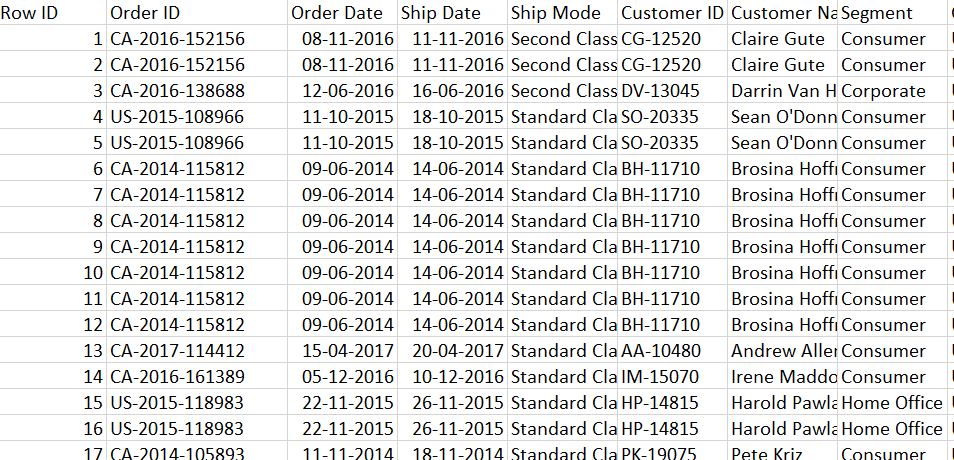 Row ID Order ID Order Date Ship Date Ship Mode Customer ID Customer Na Segment
1 CA-2016-152156 08-11-2016 11-11-2016 Second Class CG-12520 Claire Gute Consumer
2 CA-2016-152156 08-11-2016 11-11-2016 Second Class CG-12520 Claire Gute Consumer
3 CA-2016-138688 12-06-2016 16-06-2016 Second Class DV-13045 Darrin Van H Corporate
4 US-2015-108966 11-10-2015 18-10-2015 Standard Cla SO-20335 Sean O'Donn Consumer
5 US-2015-108966 11-10-2015 18-10-2015 Standard Cla SO-20335 Sean O'Donn Consumer
6 CA-2014-115812 09-06-2014 14-06-2014 Standard Cla BH-11710 Brosina Hoff Consumer
7 CA-2014-115812 09-06-2014 14-06-2014 Standard Cla BH-11710 Brosina Hoff Consumer
8 CA-2014-115812 09-06-2014 14-06-2014 Standard Cla BH-11710 Brosina Hoff Consumer
9 CA-2014-115812 09-06-2014 14-06-2014 Standard Cla BH-11710 Brosina Hoff Consumer
10 CA-2014-115812 09-06-2014 14-06-2014 Standard Cla BH-11710 Brosina Hoff Consumer
11 CA-2014-115812 09-06-2014 14-06-2014 Standard Cla BH-11710 Brosina Hoff Consumer
12 CA-2014-115812 09-06-2014 14-06-2014 Standard Cla BH-11710 Brosina Hoff Consumer
13 CA-2017-114412 15-04-2017 20-04-2017 Standard Cla AA-10480 Andrew Aller Consumer
14 CA-2016-161389 05-12-2016 10-12-2016 Standard Cla IM-15070 Irene Maddo Consumer
15 US-2015-118983 22-11-2015 26-11-2015 Standard Cla HP-14815 Harold Pawla Home Office
16 US-2015-118983 22-11-2015 26-11-2015 Standard Cla HP-14815 Harold Pawla Home Office
17 CA-2014-105893 11-11-2014 18-11-2014 Standard Cla PK-19075 Pete Kriz Consumer